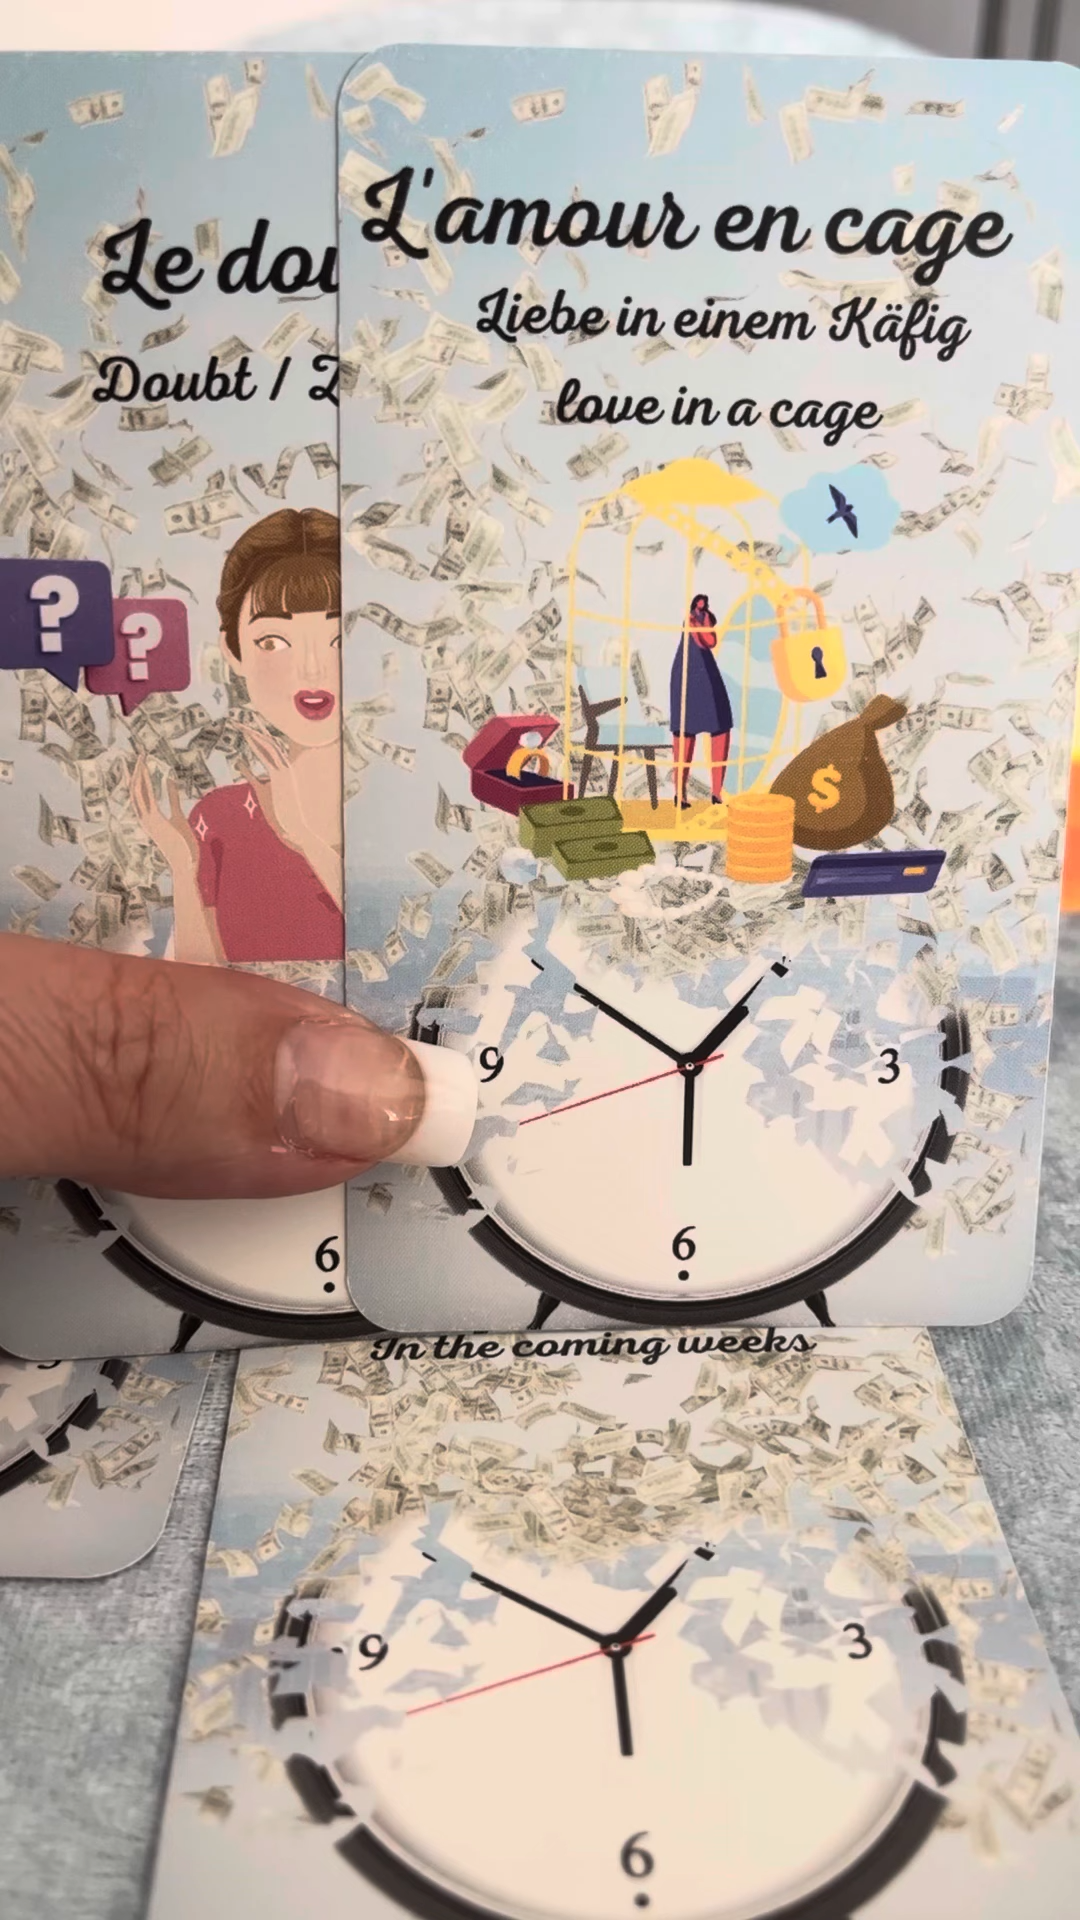 Le dou
Doubt / Z
?
?
L'amour en cage
Liebe in einem Käfig
love in a cage
$
9
3
6
6
In the coming weeks
9
3
6